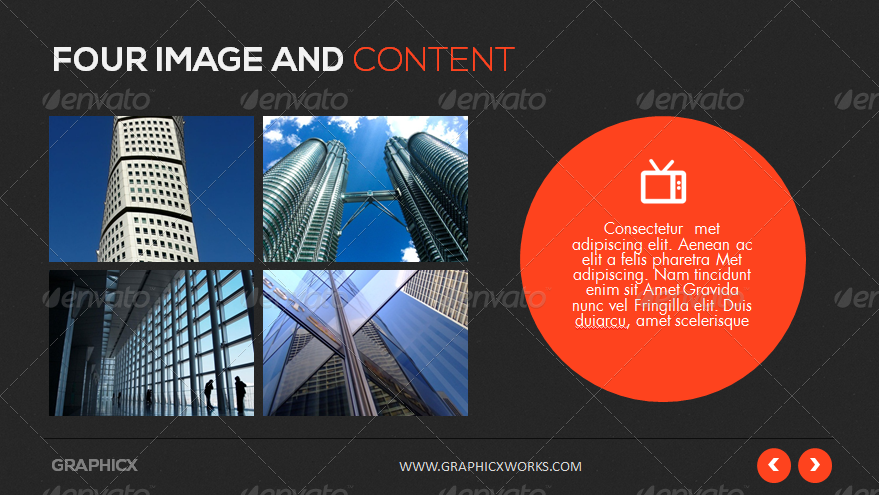 FOUR IMAGE AND CONTENT
envato envato envato envato envato
Consectetur met
adipiscing elit. Aenean ac
elit a felis pharetra Met
adipiscing. Nam tincidunt
enim sit Amet Gravida
nunc vel Fringilla elit. Duis
duiarcu, amet scelerisque
GRAPHICX
WWW.GRAPHICXWORKS.COM